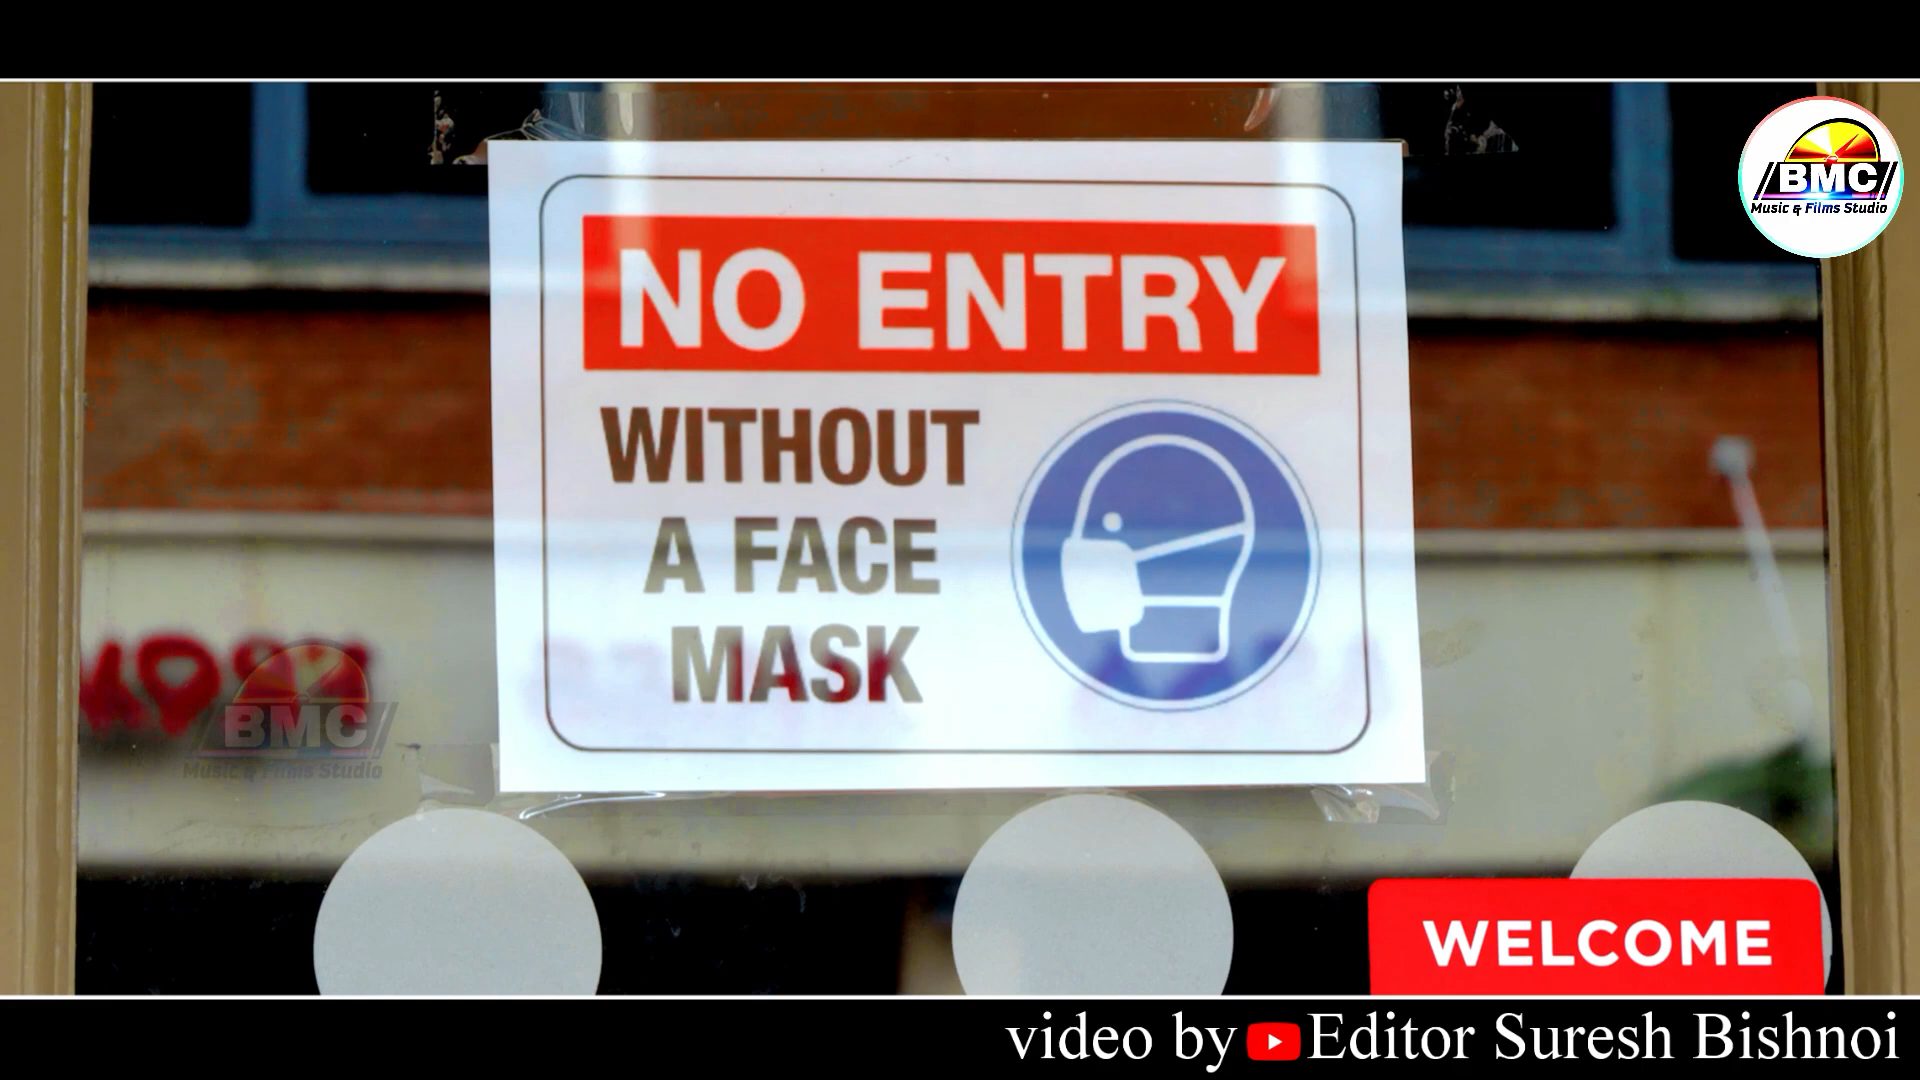 BMC
Music & Films Studio
NO ENTRY
WITHOUT
A FACE
MASK
BMC
Music & Films Studio
WELCOME
video by Editor Suresh Bishnoi